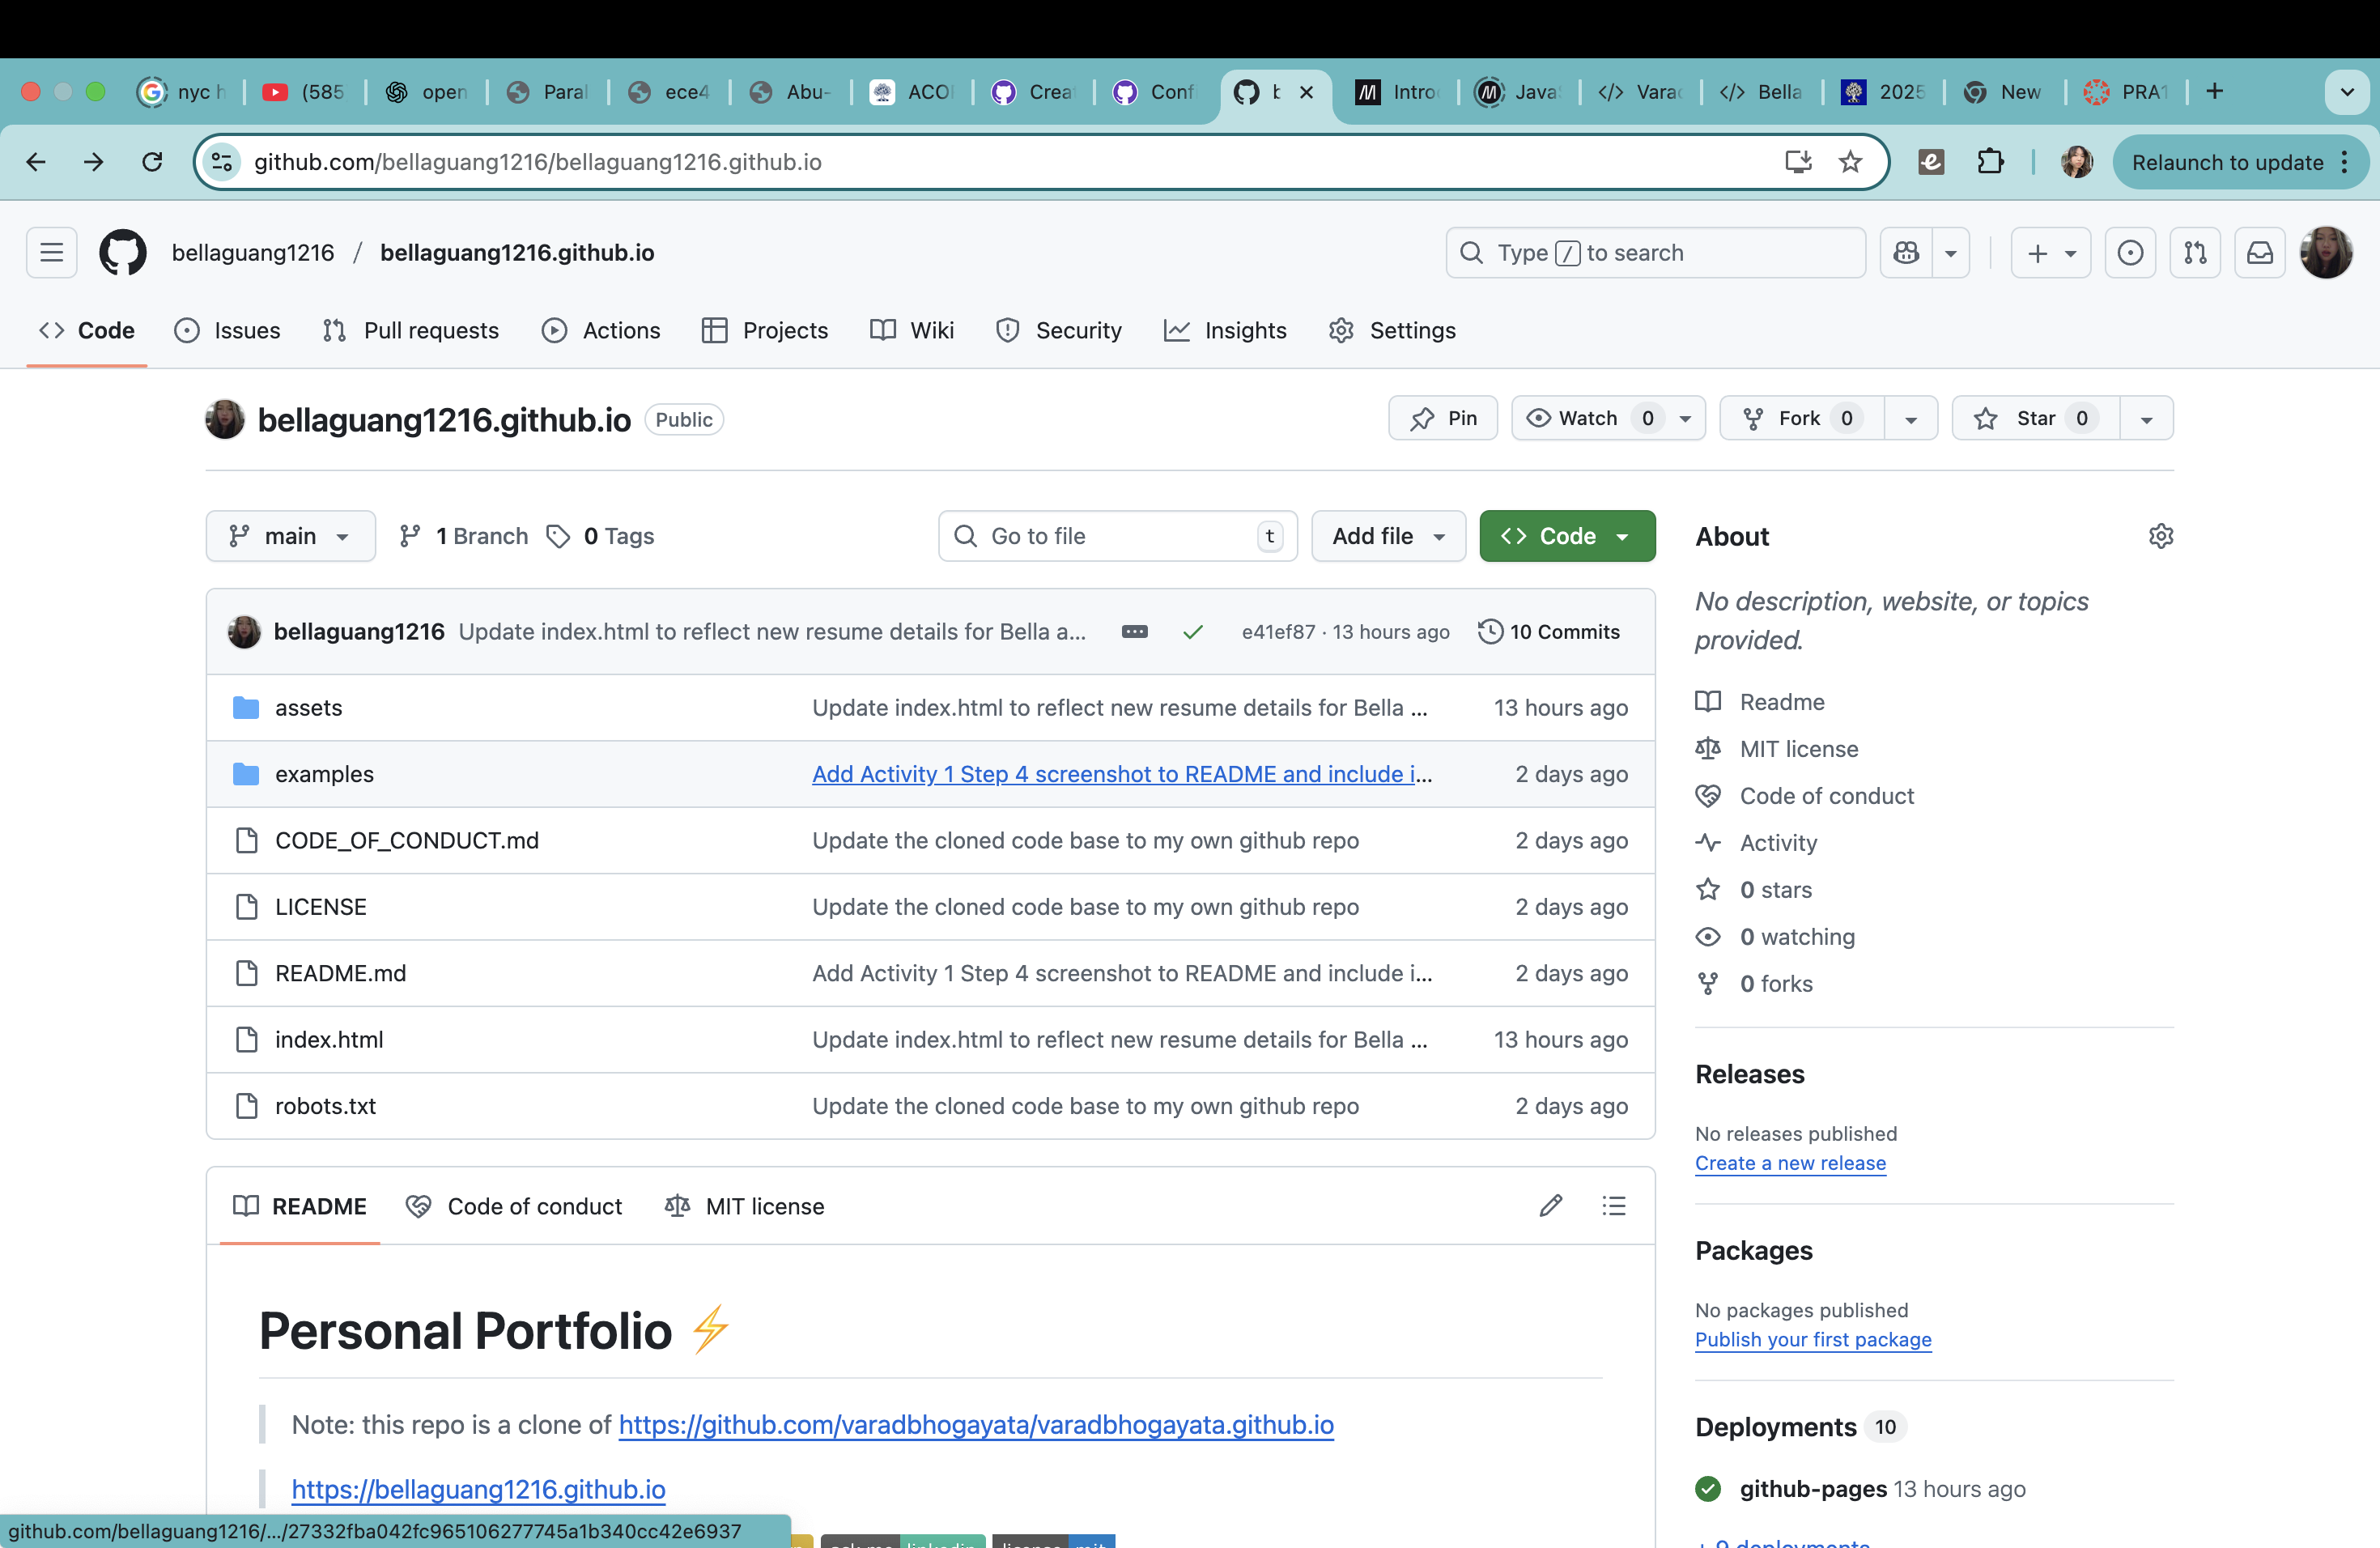 nyc h
(585
open
Paral
ece4
Abu-
ACO
Crea
Conf
b
Intro
Java
Varad
Bella
2025
New
PRA1
github.com/bellaguang1216/bellaguang1216.github.io
Relaunch to update
bellaguang1216 / bellaguang1216.github.io
Type / to search
Code
Issues
Pull requests
Actions
Projects
Wiki
Security
Insights
Settings
bellaguang1216.github.io Public
Pin
Watch 0
Fork 0
Star 0
main
1 Branch
0 Tags
Go to file t
Add file
Code
bellaguang1216 Update index.html to reflect new resume details for Bella a... e41ef87 · 13 hours ago 10 Commits
assets Update index.html to reflect new resume details for Bella ... 13 hours ago
examples Add Activity 1 Step 4 screenshot to README and include i... 2 days ago
CODE_OF_CONDUCT.md Update the cloned code base to my own github repo 2 days ago
LICENSE Update the cloned code base to my own github repo 2 days ago
README.md Add Activity 1 Step 4 screenshot to README and include i... 2 days ago
index.html Update index.html to reflect new resume details for Bella ... 13 hours ago
robots.txt Update the cloned code base to my own github repo 2 days ago
README
Code of conduct
MIT license
Personal Portfolio ⚡
Note: this repo is a clone of https://github.com/varadbhogayata/varadbhogayata.github.io
https://bellaguang1216.github.io
github.com/bellaguang1216/.../27332fba042fc965106277745a1b340cc42e6937
ask me linkedin
license mit
About
No description, website, or topics
provided.
Readme
MIT license
Code of conduct
Activity
0 stars
0 watching
0 forks
Releases
No releases published
Create a new release
Packages
No packages published
Publish your first package
Deployments 10
github-pages 13 hours ago
+ 9 deployments